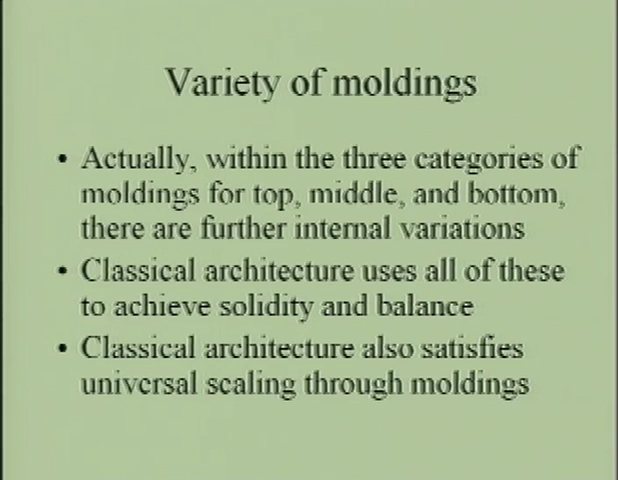 Variety of moldings
• Actually, within the three categories of
moldings for top, middle, and bottom,
there are further internal variations
• Classical architecture uses all of these
to achieve solidity and balance
• Classical architecture also satisfies
universal scaling through moldings